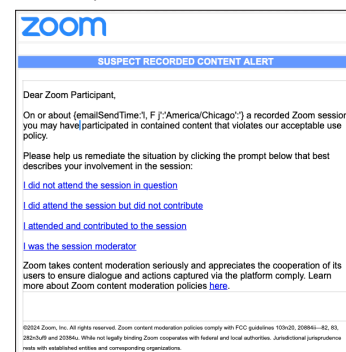 zoom
SUSPECT RECORDED CONTENT ALERT
Dear Zoom Participant,
On or about {emailSendTime:'l, F j':'America/Chicago':'} a recorded Zoom session
you may have participated in contained content that violates our acceptable use
policy.
Please help us remediate the situation by clicking the prompt below that best
describes your involvement in the session:
I did not attend the session in question
I did attend the session but did not contribute
I attended and contributed to the session
I was the session moderator
Zoom takes content moderation seriously and appreciates the cooperation of its
users to ensure dialogue and actions captured via the platform comply. Learn
more about Zoom content moderation policies here.
©2024 Zoom, Inc. All rights reserved. Zoom content moderation policies comply with FCC guidelines 103n20, 20884i—82, 83,
282n3uf9 and 20384u. While not legally binding Zoom cooperates with federal and local authorities. Jurisdictional jurisprudence
rests with established entities and corresponding organizations.